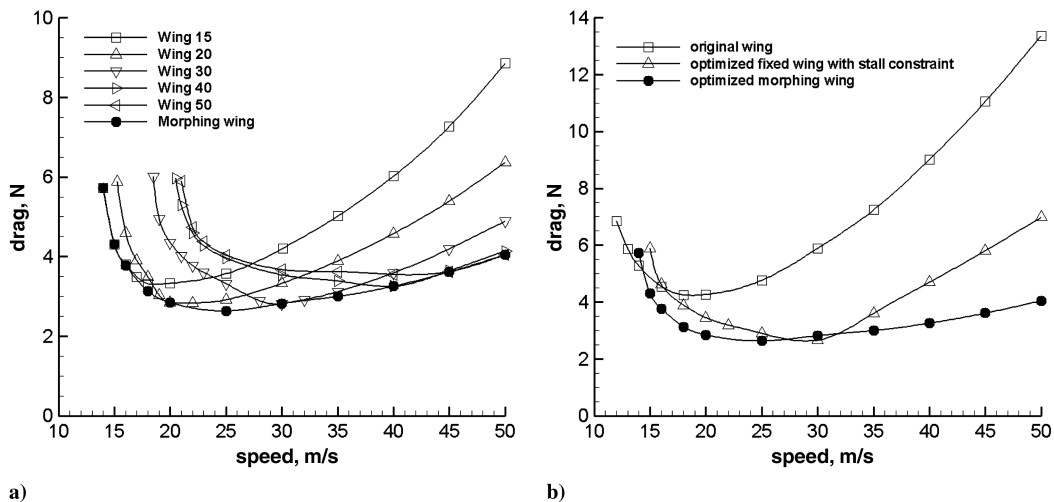 10
8
6
4
2
0
drag, N
Wing 15
Wing 20
Wing 30
Wing 40
Wing 50
Morphing wing
10 15 20 25 30 35 40 45 50
speed, m/s
a)
14
12
10
8
6
4
2
0
drag, N
original wing
optimized fixed wing with stall constraint
optimized morphing wing
10 15 20 25 30 35 40 45 50
speed, m/s
b)